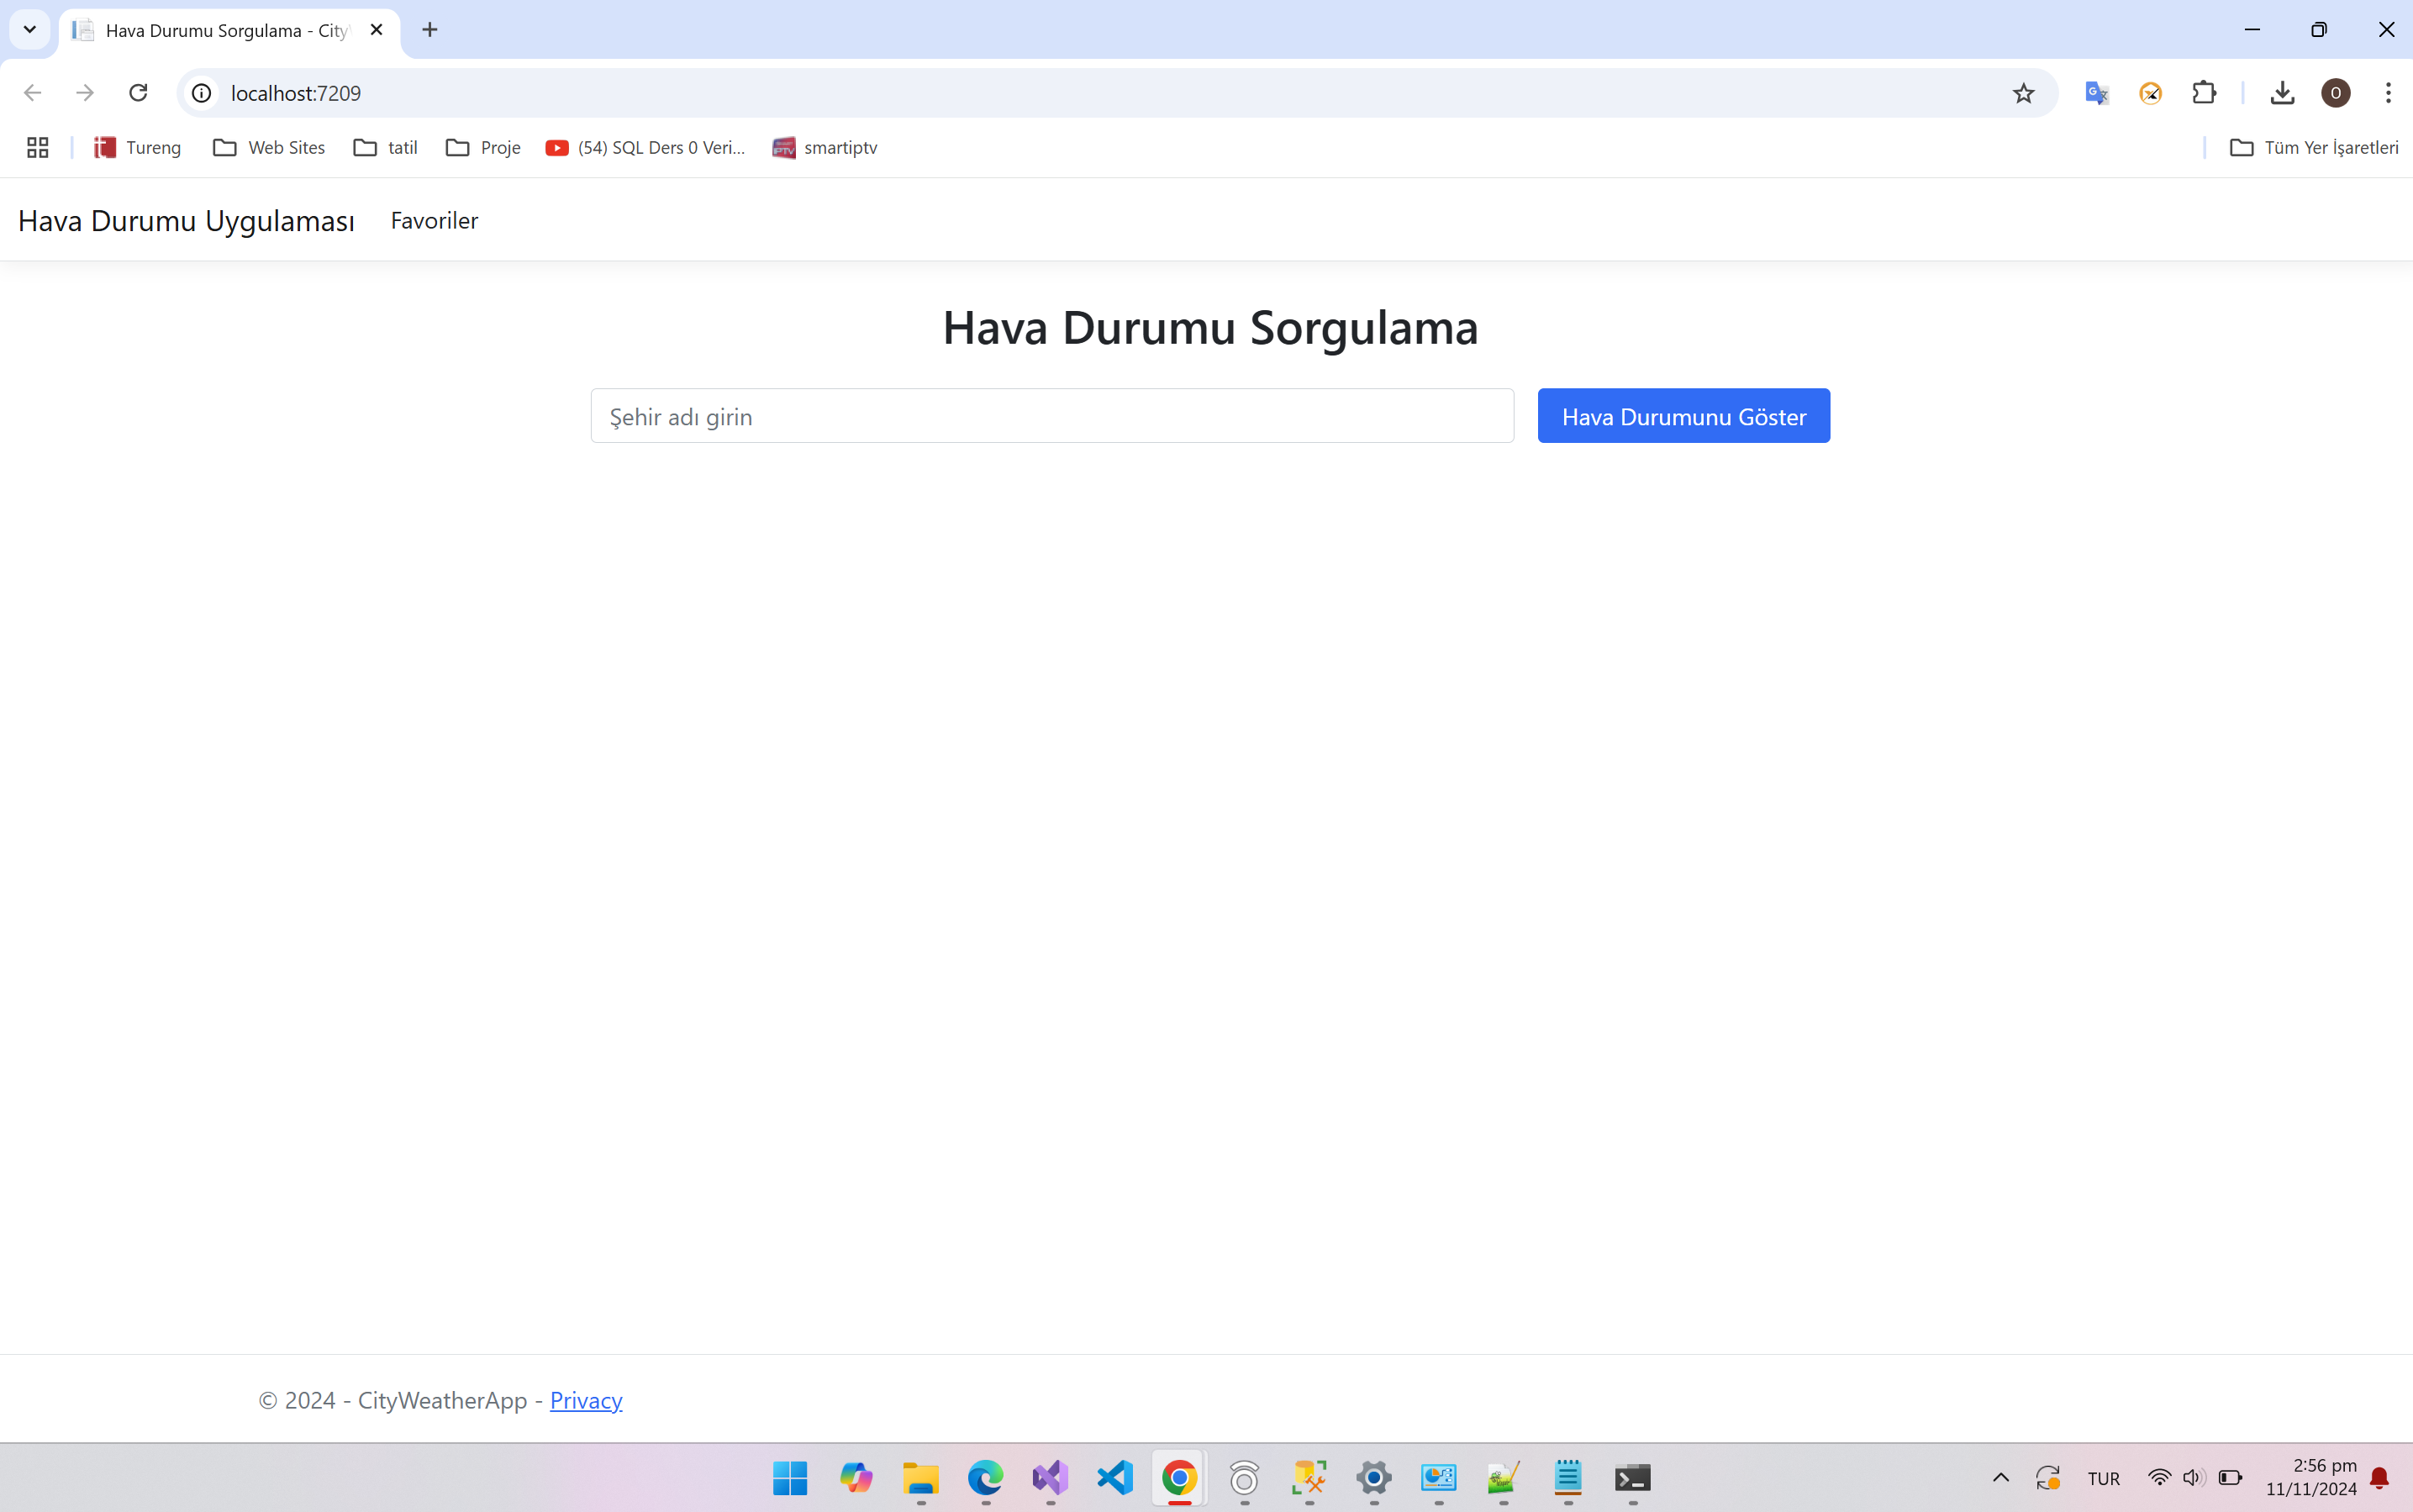 Hava Durumu Sorgulama - City
localhost:7209
Tureng
Web Sites
tatil
Proje
(54) SQL Ders 0 Veri...
smartiptv
Tüm Yer İşaretleri
Hava Durumu Uygulaması
Favoriler
Hava Durumu Sorgulama
Şehir adı girin
Hava Durumunu Göster
© 2024 - CityWeatherApp - Privacy
TUR
2:56 pm
11/11/2024